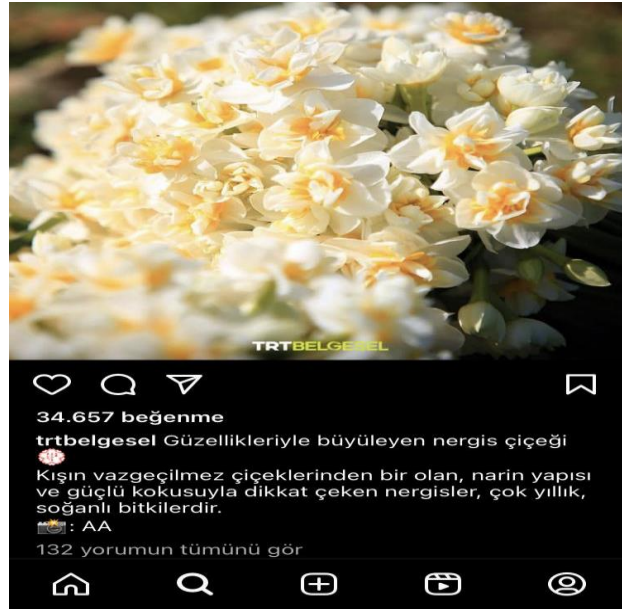 TRTBELGESEL
34.657 beğenme
trtbelgesel Güzellikleriyle büyüleyen nergis çiçeği
Kışın vazgeçilmez çiçeklerinden bir olan, narin yapısı
ve güçlü kokusuyla dikkat çeken nergisler, çok yıllık,
soğanlı bitkilerdir.
: AA
132 yorumun tümünü gör